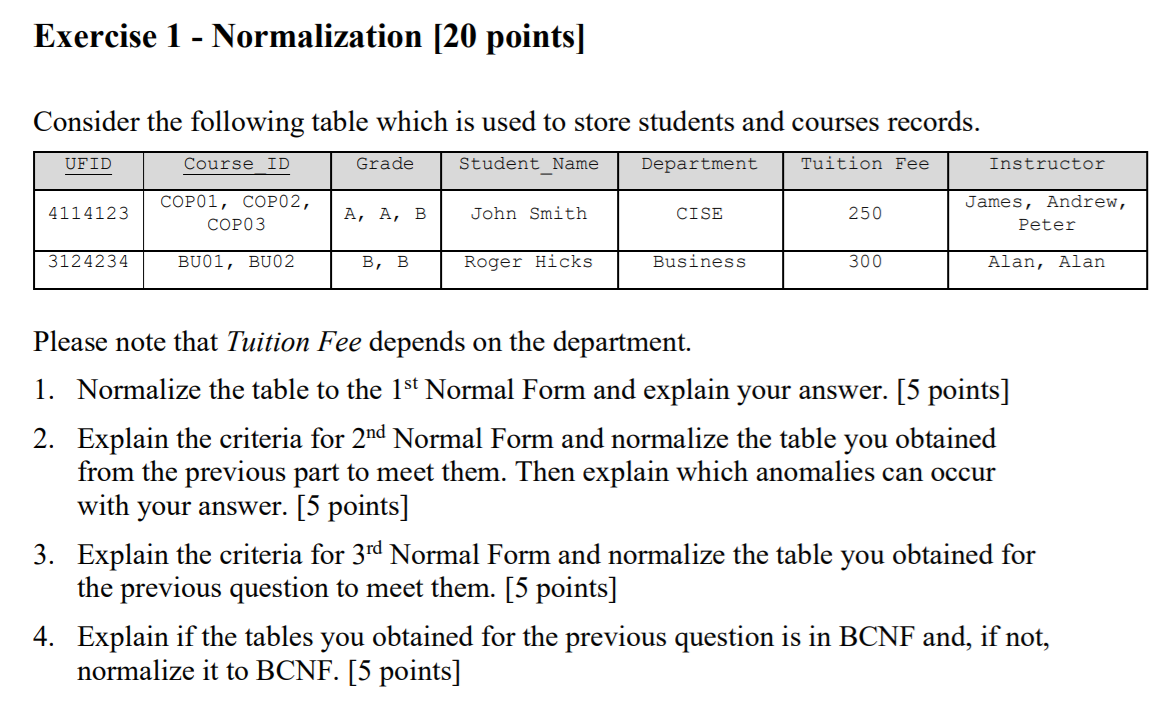 Exercise 1 - Normalization [20 points]
Consider the following table which is used to store students and courses records.
UFID Course_ID Grade Student_Name Department Tuition Fee Instructor
4114123 COP01, COP02, COP03 A, A, B John Smith CISE 250 James, Andrew, Peter
3124234 BU01, BU02 B, B Roger Hicks Business 300 Alan, Alan
Please note that Tuition Fee depends on the department.
1. Normalize the table to the 1st Normal Form and explain your answer. [5 points]
2. Explain the criteria for 2nd Normal Form and normalize the table you obtained
from the previous part to meet them. Then explain which anomalies can occur
with your answer. [5 points]
3. Explain the criteria for 3rd Normal Form and normalize the table you obtained for
the previous question to meet them. [5 points]
4. Explain if the tables you obtained for the previous question is in BCNF and, if not,
normalize it to BCNF. [5 points]